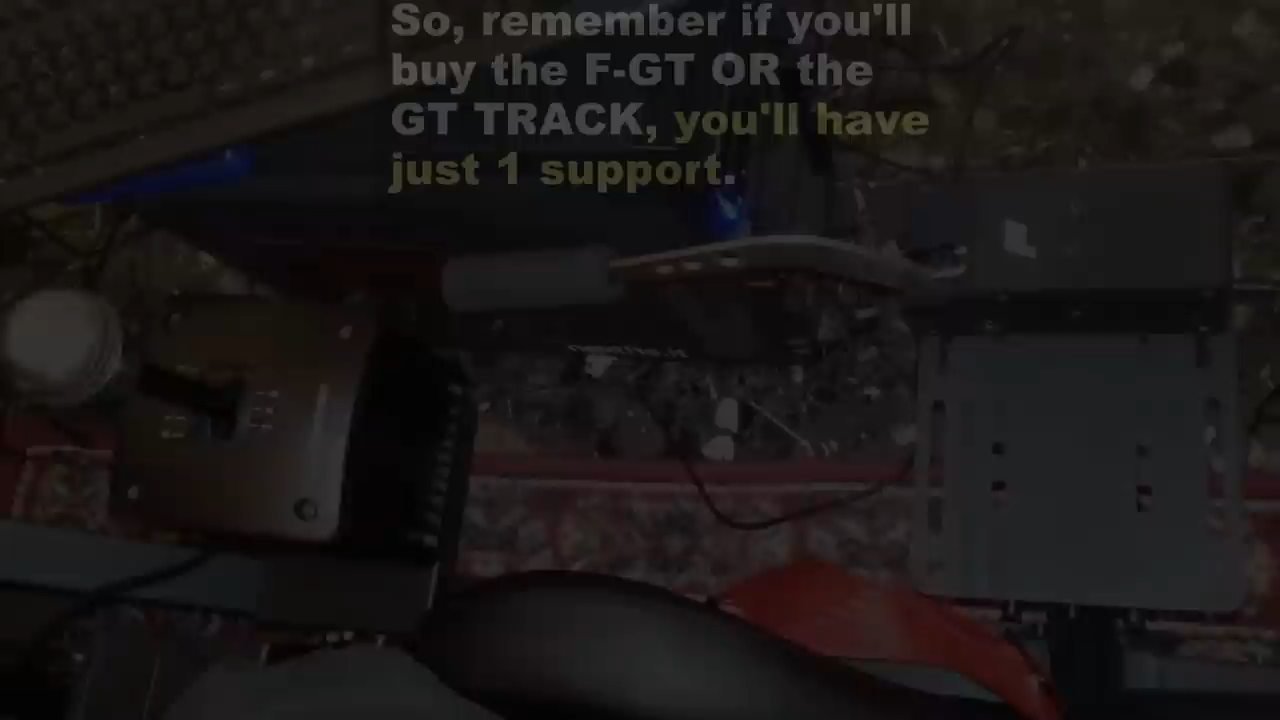 So, remember if you'll
buy the F-GT OR the
GT TRACK, you'll have
just 1 support.